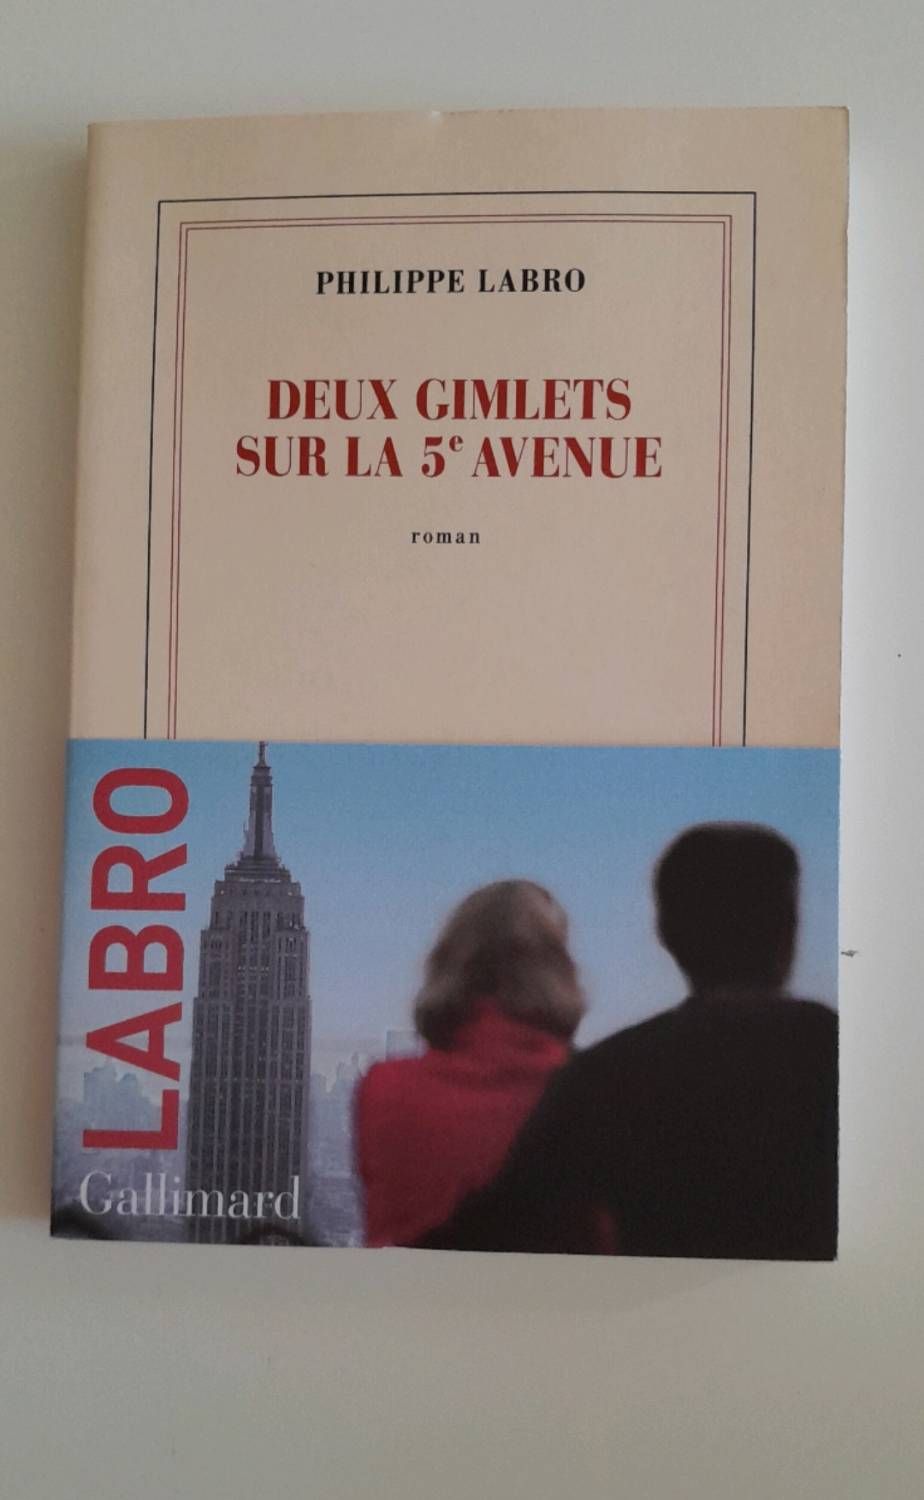 PHILIPPE LABRO
DEUX GIMLETS
SUR LA 5e AVENUE
roman
LABRO
Gallimard